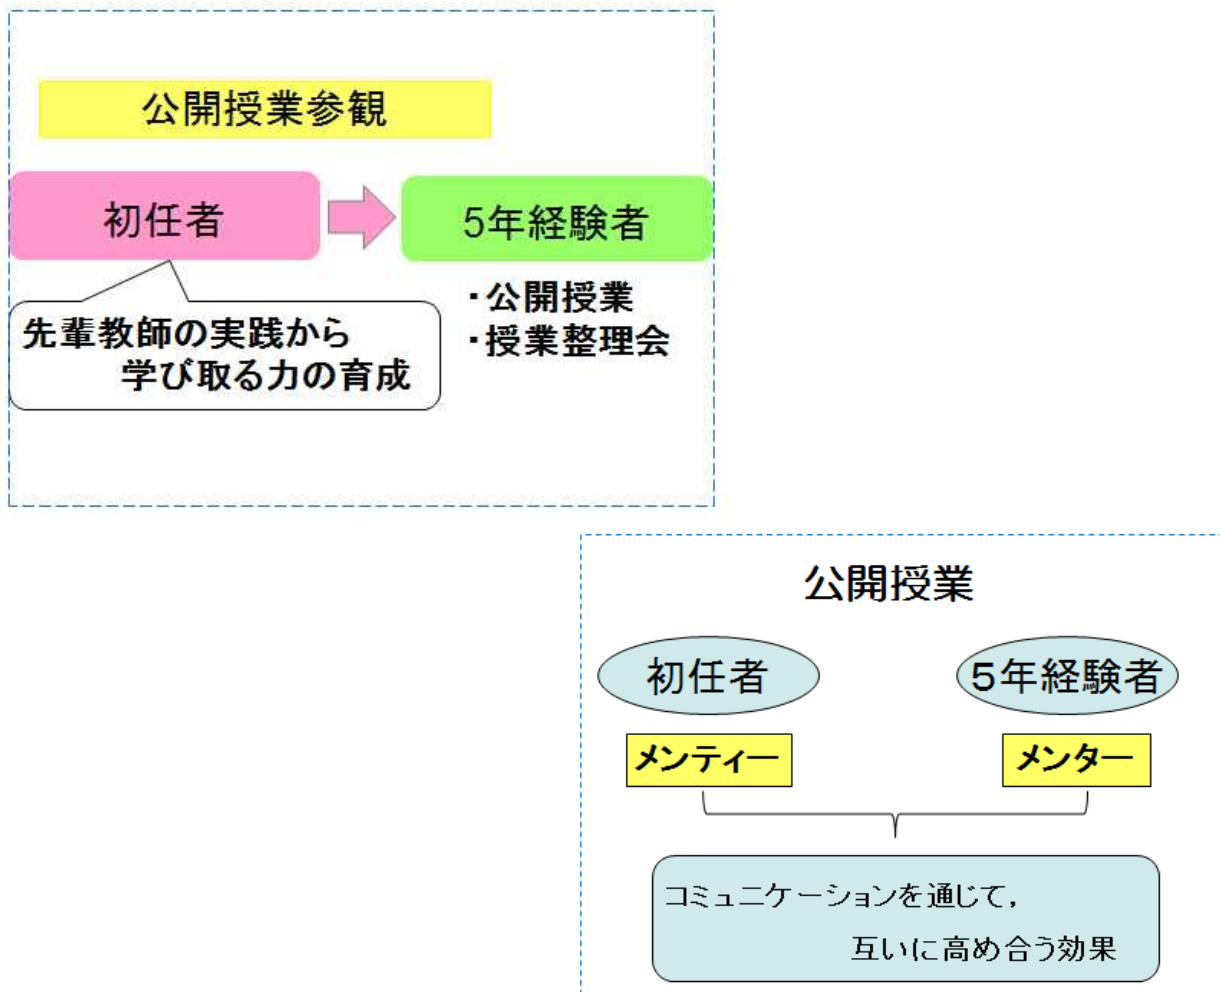 公開授業参観
初任者
5年経験者
先輩教師の実践から
学び取る力の育成
・公開授業
・授業整理会
公開授業
初任者
5年経験者
メンティー
メンター
コミュニケーションを通じて,
互いに高め合う効果